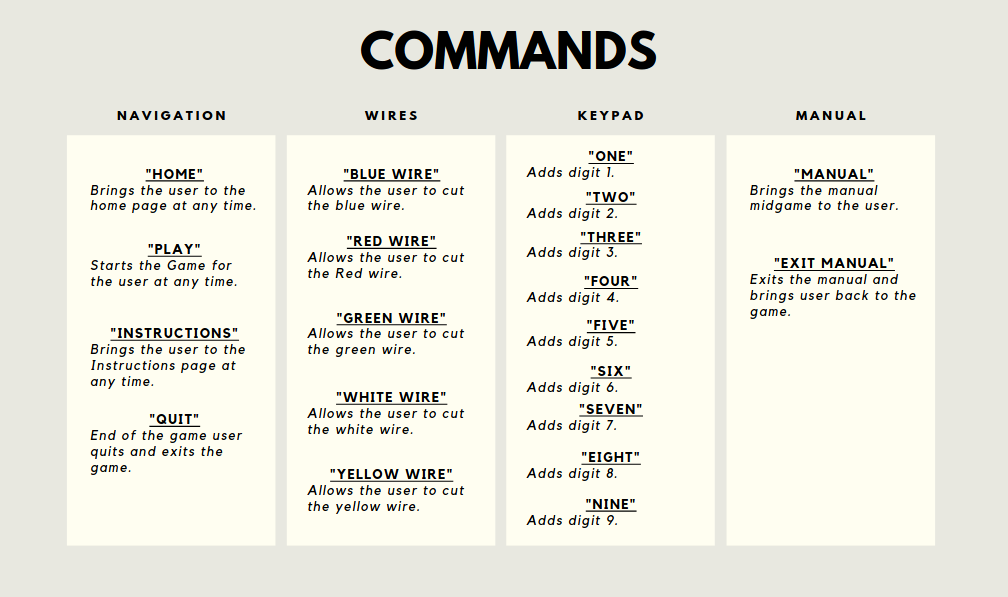 COMMANDS
NAVIGATION
"HOME"
Brings the user to the
home page at any time.
"PLAY"
Starts the Game for
the user at any time.
"INSTRUCTIONS"
Brings the user to the
Instructions page at
any time.
"QUIT"
End of the game user
quits and exits the
game.
WIRES
"BLUE WIRE"
Allows the user to cut
the blue wire.
"RED WIRE"
Allows the user to cut
the Red wire.
"GREEN WIRE"
Allows the user to cut
the green wire.
"WHITE WIRE"
Allows the user to cut
the white wire.
"YELLOW WIRE"
Allows the user to cut
the yellow wire.
KEYPAD
"ONE"
Adds digit 1.
"TWO"
Adds digit 2.
"THREE"
Adds digit 3.
"FOUR"
Adds digit 4.
"FIVE"
Adds digit 5.
"SIX"
Adds digit 6.
"SEVEN"
Adds digit 7.
"EIGHT"
Adds digit 8.
"NINE"
Adds digit 9.
MANUAL
"MANUAL"
Brings the manual
midgame to the user.
"EXIT MANUAL"
Exits the manual and
brings user back to the
game.